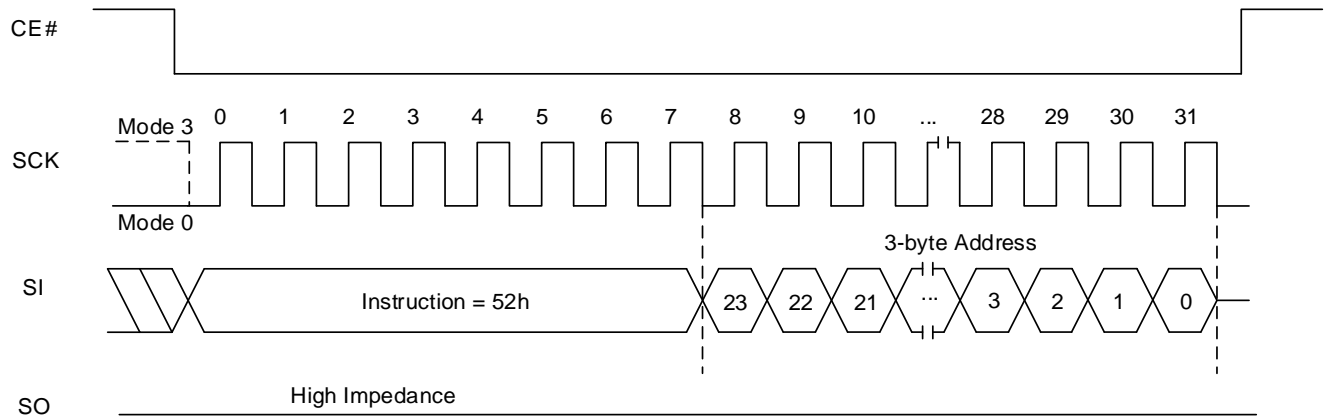 CE#
0 1 2 3 4 5 6 7 8 9 10 ... 28 29 30 31
Mode 3
SCK
Mode 0
3-byte Address
SI
Instruction = 52h 23 22 21 ... 3 2 1 0
High Impedance
SO